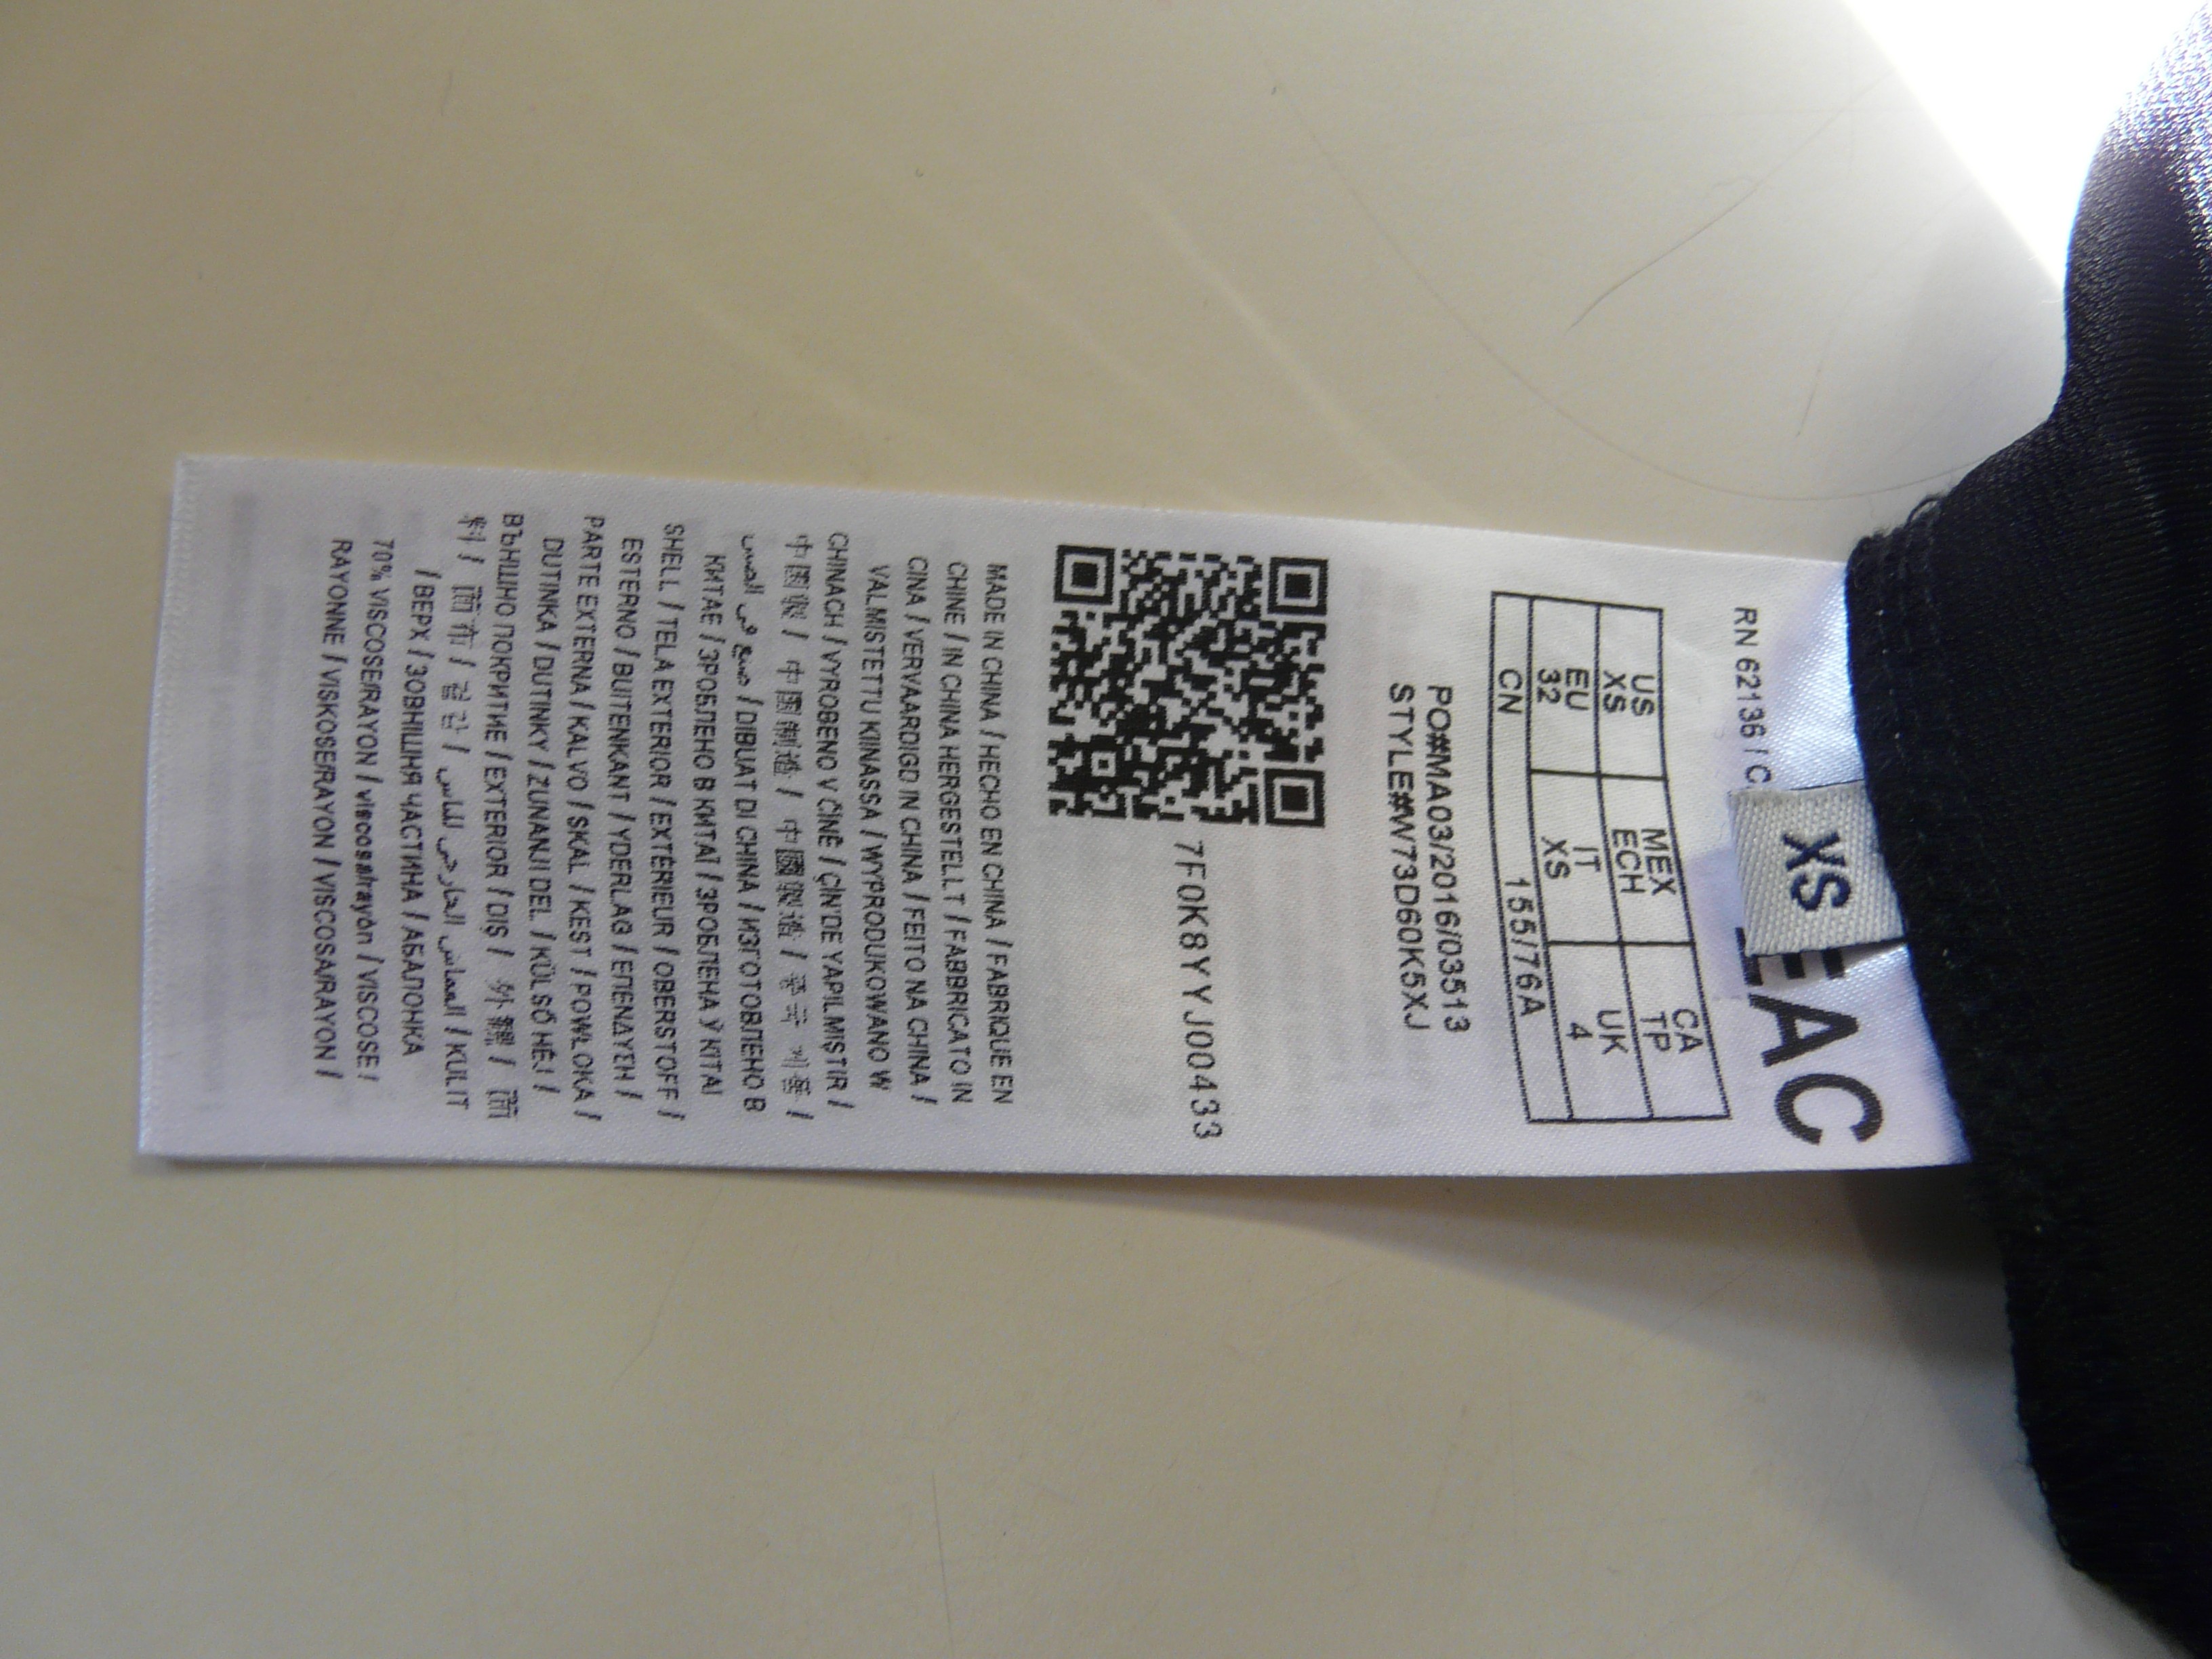 XS
EAC
RN 62136 / C
US MEX CA
XS ECH TP
EU IT UK
32 XS 4
CN 155/76A
PO#MA03/2016/03513
STYLE#W73D60K5XJ
7F0K8YYJ00433
MADE IN CHINA / HECHO EN CHINA / FABRIQUÉ EN
CHINE / IN CHINA HERGESTELLT / FABBRICATO IN
CINA / VERVAARDIGD IN CHINA / FEITO NA CHINA /
VALMISTETTU KIINASSA / WYPRODUKOWANO W
CHINACH / VYROBENO V ČÍNĚ / ÇİN'DE YAPILMIŞTIR /
中国製 / 中国制造 / 中國製造 /
صنع في الصين / DIBUAT DI CHINA / ИЗГОТОВЛЕНО В
КИТАЕ / ЗРОБЛЕНО В КИТАЇ / ЗРОБЛЕНА Ў КІТАІ
SHELL / TELA EXTERIOR / EXTÉRIEUR / OBERSTOFF /
ESTERNO / BUITENKANT / YDERLAG / ΕΠΕΝΔΥΣΗ /
PARTE EXTERNA / KALVO / SKAL / KEST / POWŁOKA /
DUTINKA / DUTINKY / ZUNANJI DEL / KÜLSŐ HÉJ /
ВЪНШНО ПОКРИТИЕ / EXTERIOR / DIŞ / 外 / 面
料 / 面布 / 겉감 / القماش الخارجي للباس / KULIT
/ ВЕРХ / ЗОВНІШНЯ ЧАСТИНА / АБАЛОНКА
70% VISCOSE/RAYON / viscosa/rayón / VISCOSE /
RAYONNE / VISKOSE/RAYON / VISCOSA/RAYON /